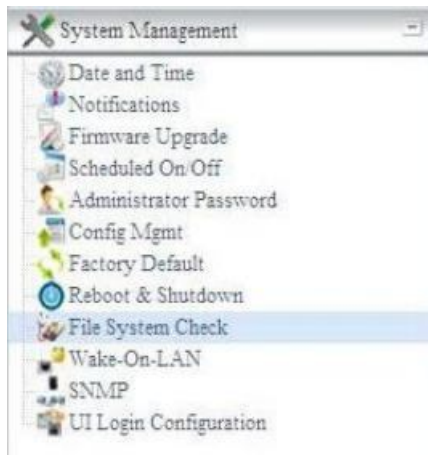 System Management
Date and Time
Notifications
Firmware Upgrade
Scheduled On/Off
Administrator Password
Config Mgmt
Factory Default
Reboot & Shutdown
File System Check
Wake-On-LAN
SNMP
UI Login Configuration